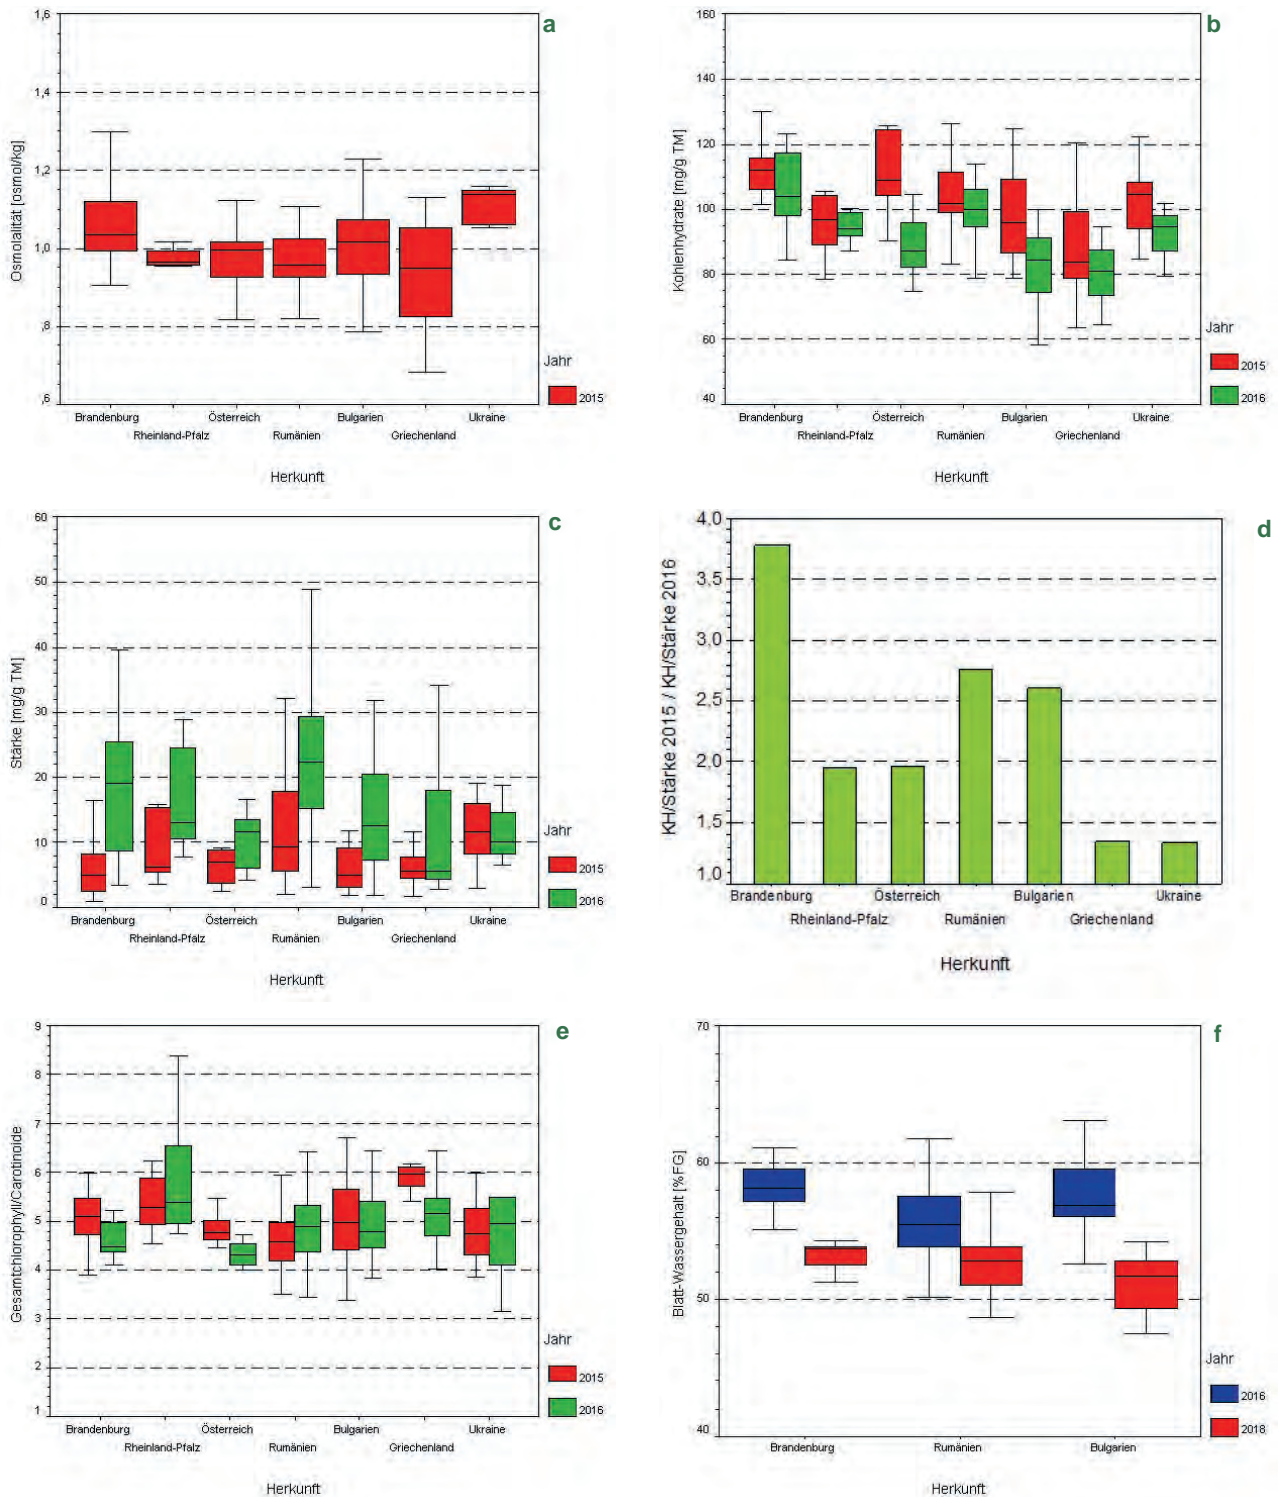 a
Osmolalität [osmol/kg]
1,6
1,4
1,2
1,0
,8
,6
Brandenburg
Rheinland-Pfalz
Österreich
Rumänien
Bulgarien
Griechenland
Ukraine
Herkunft
Jahr
2015
b
Kohlenhydrate [mg/g TM]
160
140
120
100
80
60
40
Brandenburg
Rheinland-Pfalz
Österreich
Rumänien
Bulgarien
Griechenland
Ukraine
Herkunft
Jahr
2015
2016
c
Stärke [mg/g TM]
60
50
40
30
20
10
0
Brandenburg
Rheinland-Pfalz
Österreich
Rumänien
Bulgarien
Griechenland
Ukraine
Herkunft
Jahr
2015
2016
d
KH/Stärke 2015 / KH/Stärke 2016
4.0
3.5
3.0
2.5
2.0
1.5
1.0
Brandenburg
Rheinland-Pfalz
Österreich
Rumänien
Bulgarien
Griechenland
Ukraine
Herkunft
e
Gesamtchlorophyll/Carotinoide
9
8
7
6
5
4
3
2
1
Brandenburg
Rheinland-Pfalz
Österreich
Rumänien
Bulgarien
Griechenland
Ukraine
Herkunft
Jahr
2015
2016
f
Blatt-Wassergehalt [%FG]
70
60
50
40
Brandenburg
Rumänien
Bulgarien
Herkunft
Jahr
2016
2018